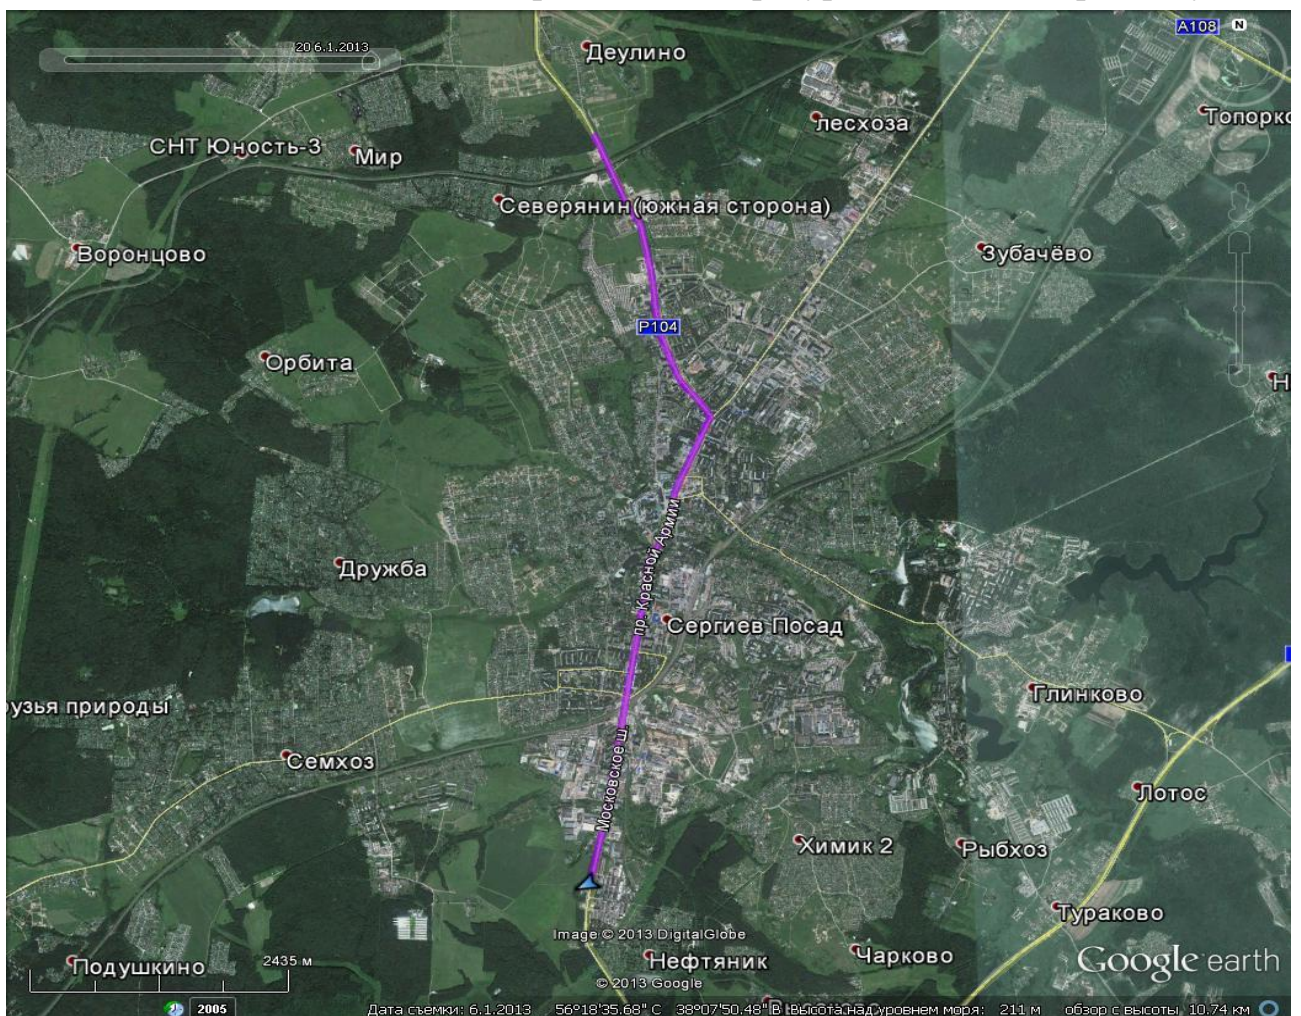 A108
N
20 6.1.2013
Деулино
лесхоза
Топорко
СНТ Юность-3
Мир
Северянин(южная сторона)
Воронцово
Зубачёво
P104
Орбита
Н
пр. Красной Армии
Дружба
Сергиев Посад
Глинково
узья природы
Семхоз
Московское ш.
Лотос
Химик 2
Рыбхоз
Тураково
Image © 2013 DigitalGlobe
Чарково
Google earth
Подушкино
2435 м
Нефтяник
© 2013 Google
2005
Дата съемки: 6.1.2013 56°18'35.68" С 38°07'50.48" В Высота над уровнем моря: 211 м обзор с высоты 10.74 км